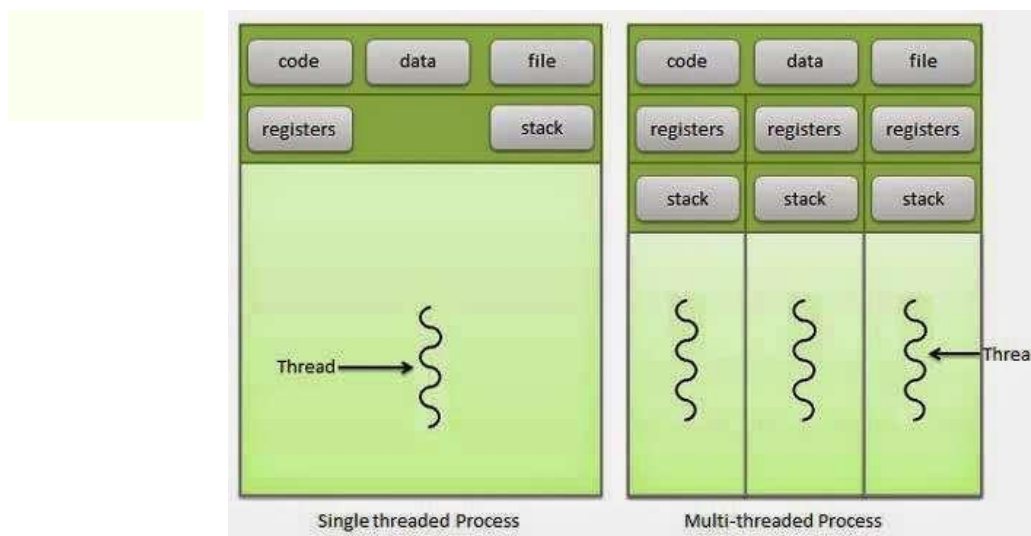 code data file code data file
registers stack registers registers registers
stack stack stack
Thread Threa
Single threaded Process Multi-threaded Process